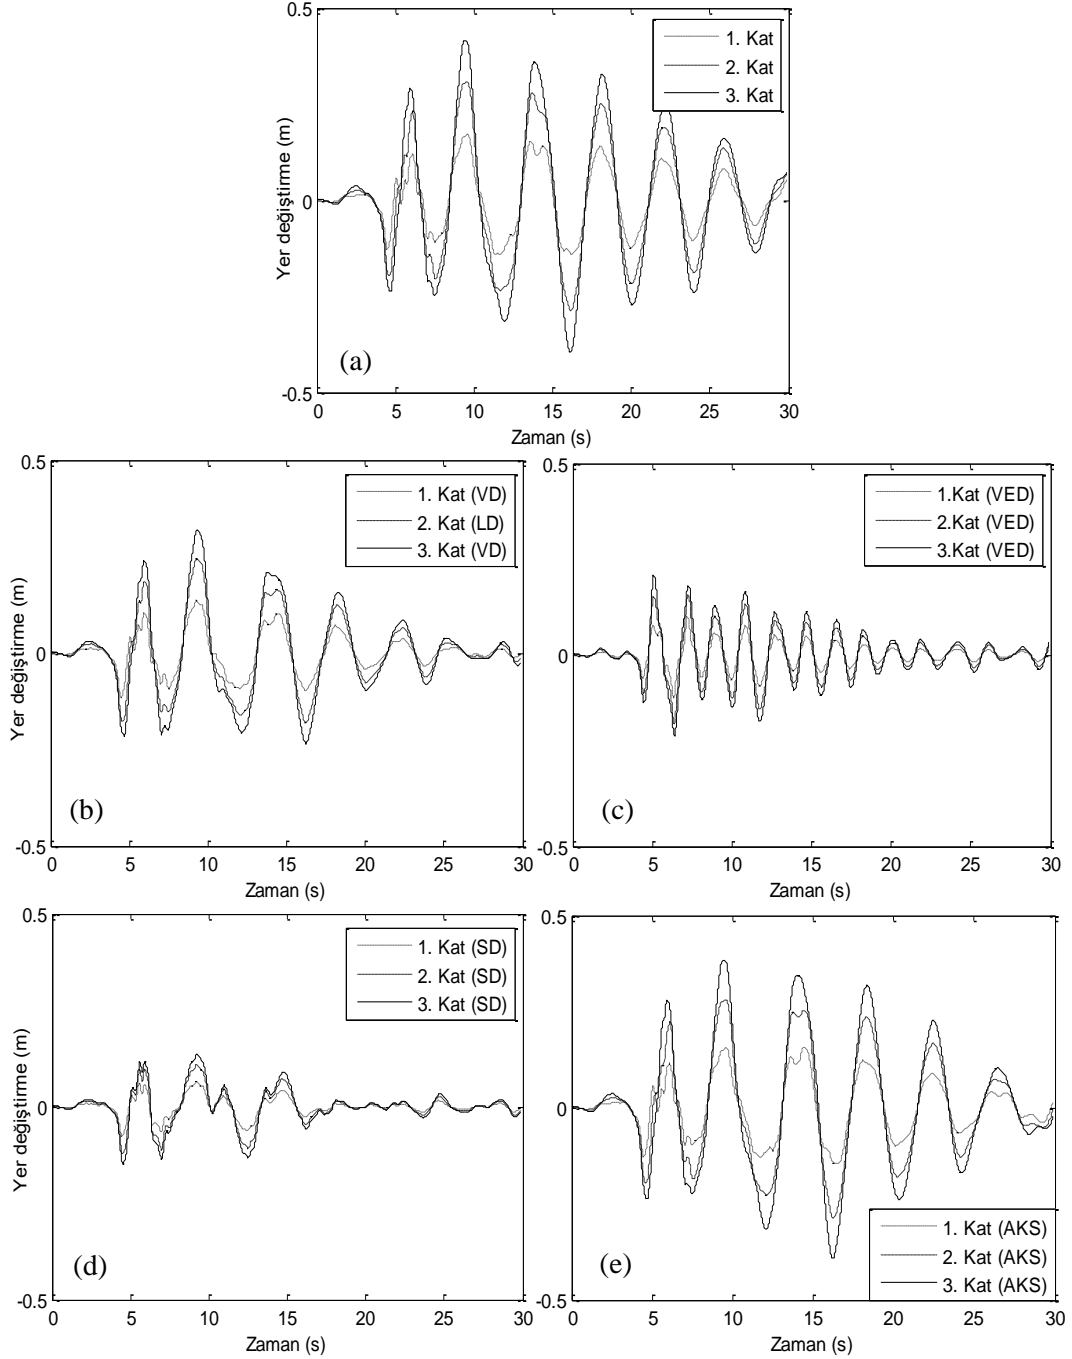 0.5
1. Kat
2. Kat
3. Kat
Yer değiştirme (m)
0
(a)
-0.5
0 5 10 15 20 25 30
Zaman (s)
0.5
1. Kat (VD)
2. Kat (LD)
3. Kat (VD)
Yer değiştirme (m)
0
(b)
-0.5
0 5 10 15 20 25 30
Zaman (s)
0.5
1.Kat (VED)
2.Kat (VED)
3.Kat (VED)
0
(c)
-0.5
0 5 10 15 20 25 30
Zaman (s)
0.5
1. Kat (SD)
2. Kat (SD)
3. Kat (SD)
Yer değiştirme (m)
0
(d)
-0.5
0 5 10 15 20 25 30
Zaman (s)
0.5
0
1. Kat (AKS)
2. Kat (AKS)
3. Kat (AKS)
(e)
-0.5
0 5 10 15 20 25 30
Zaman (s)